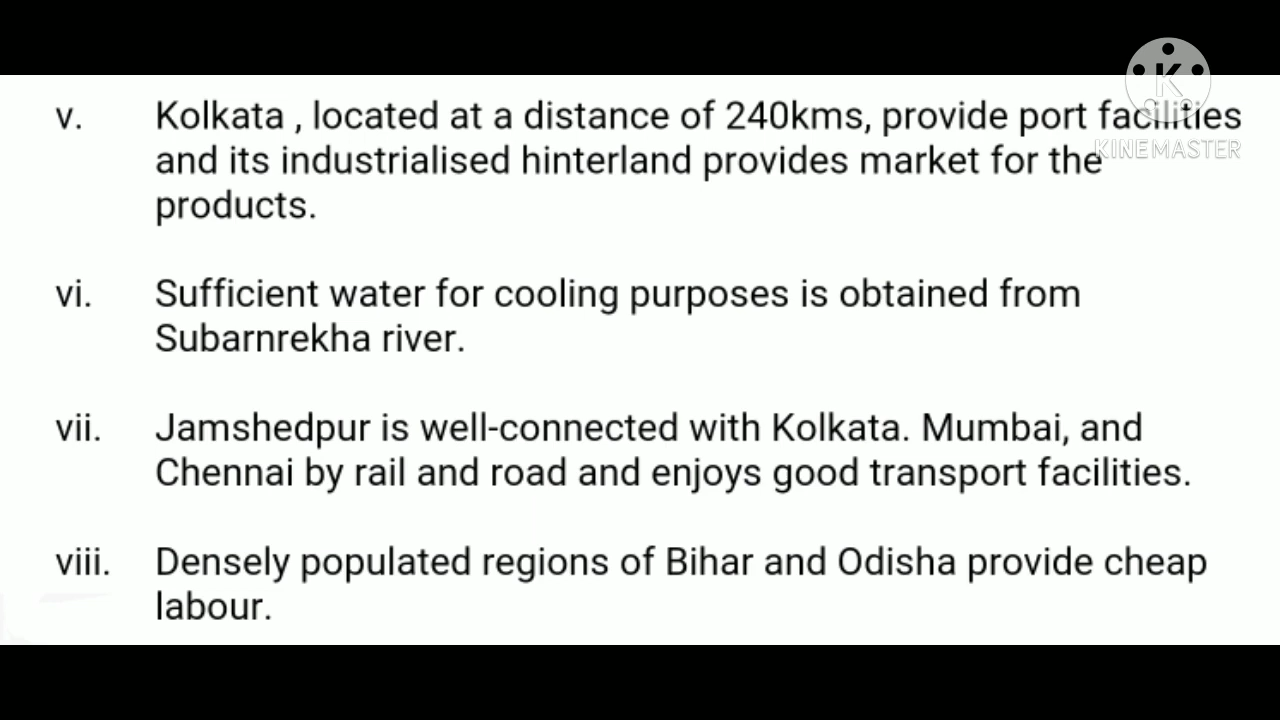 v. Kolkata , located at a distance of 240kms, provide port facilities
and its industrialised hinterland provides market for the
products.
vi. Sufficient water for cooling purposes is obtained from
Subarnrekha river.
vii. Jamshedpur is well-connected with Kolkata. Mumbai, and
Chennai by rail and road and enjoys good transport facilities.
viii. Densely populated regions of Bihar and Odisha provide cheap
labour.
K
KINEMASTER